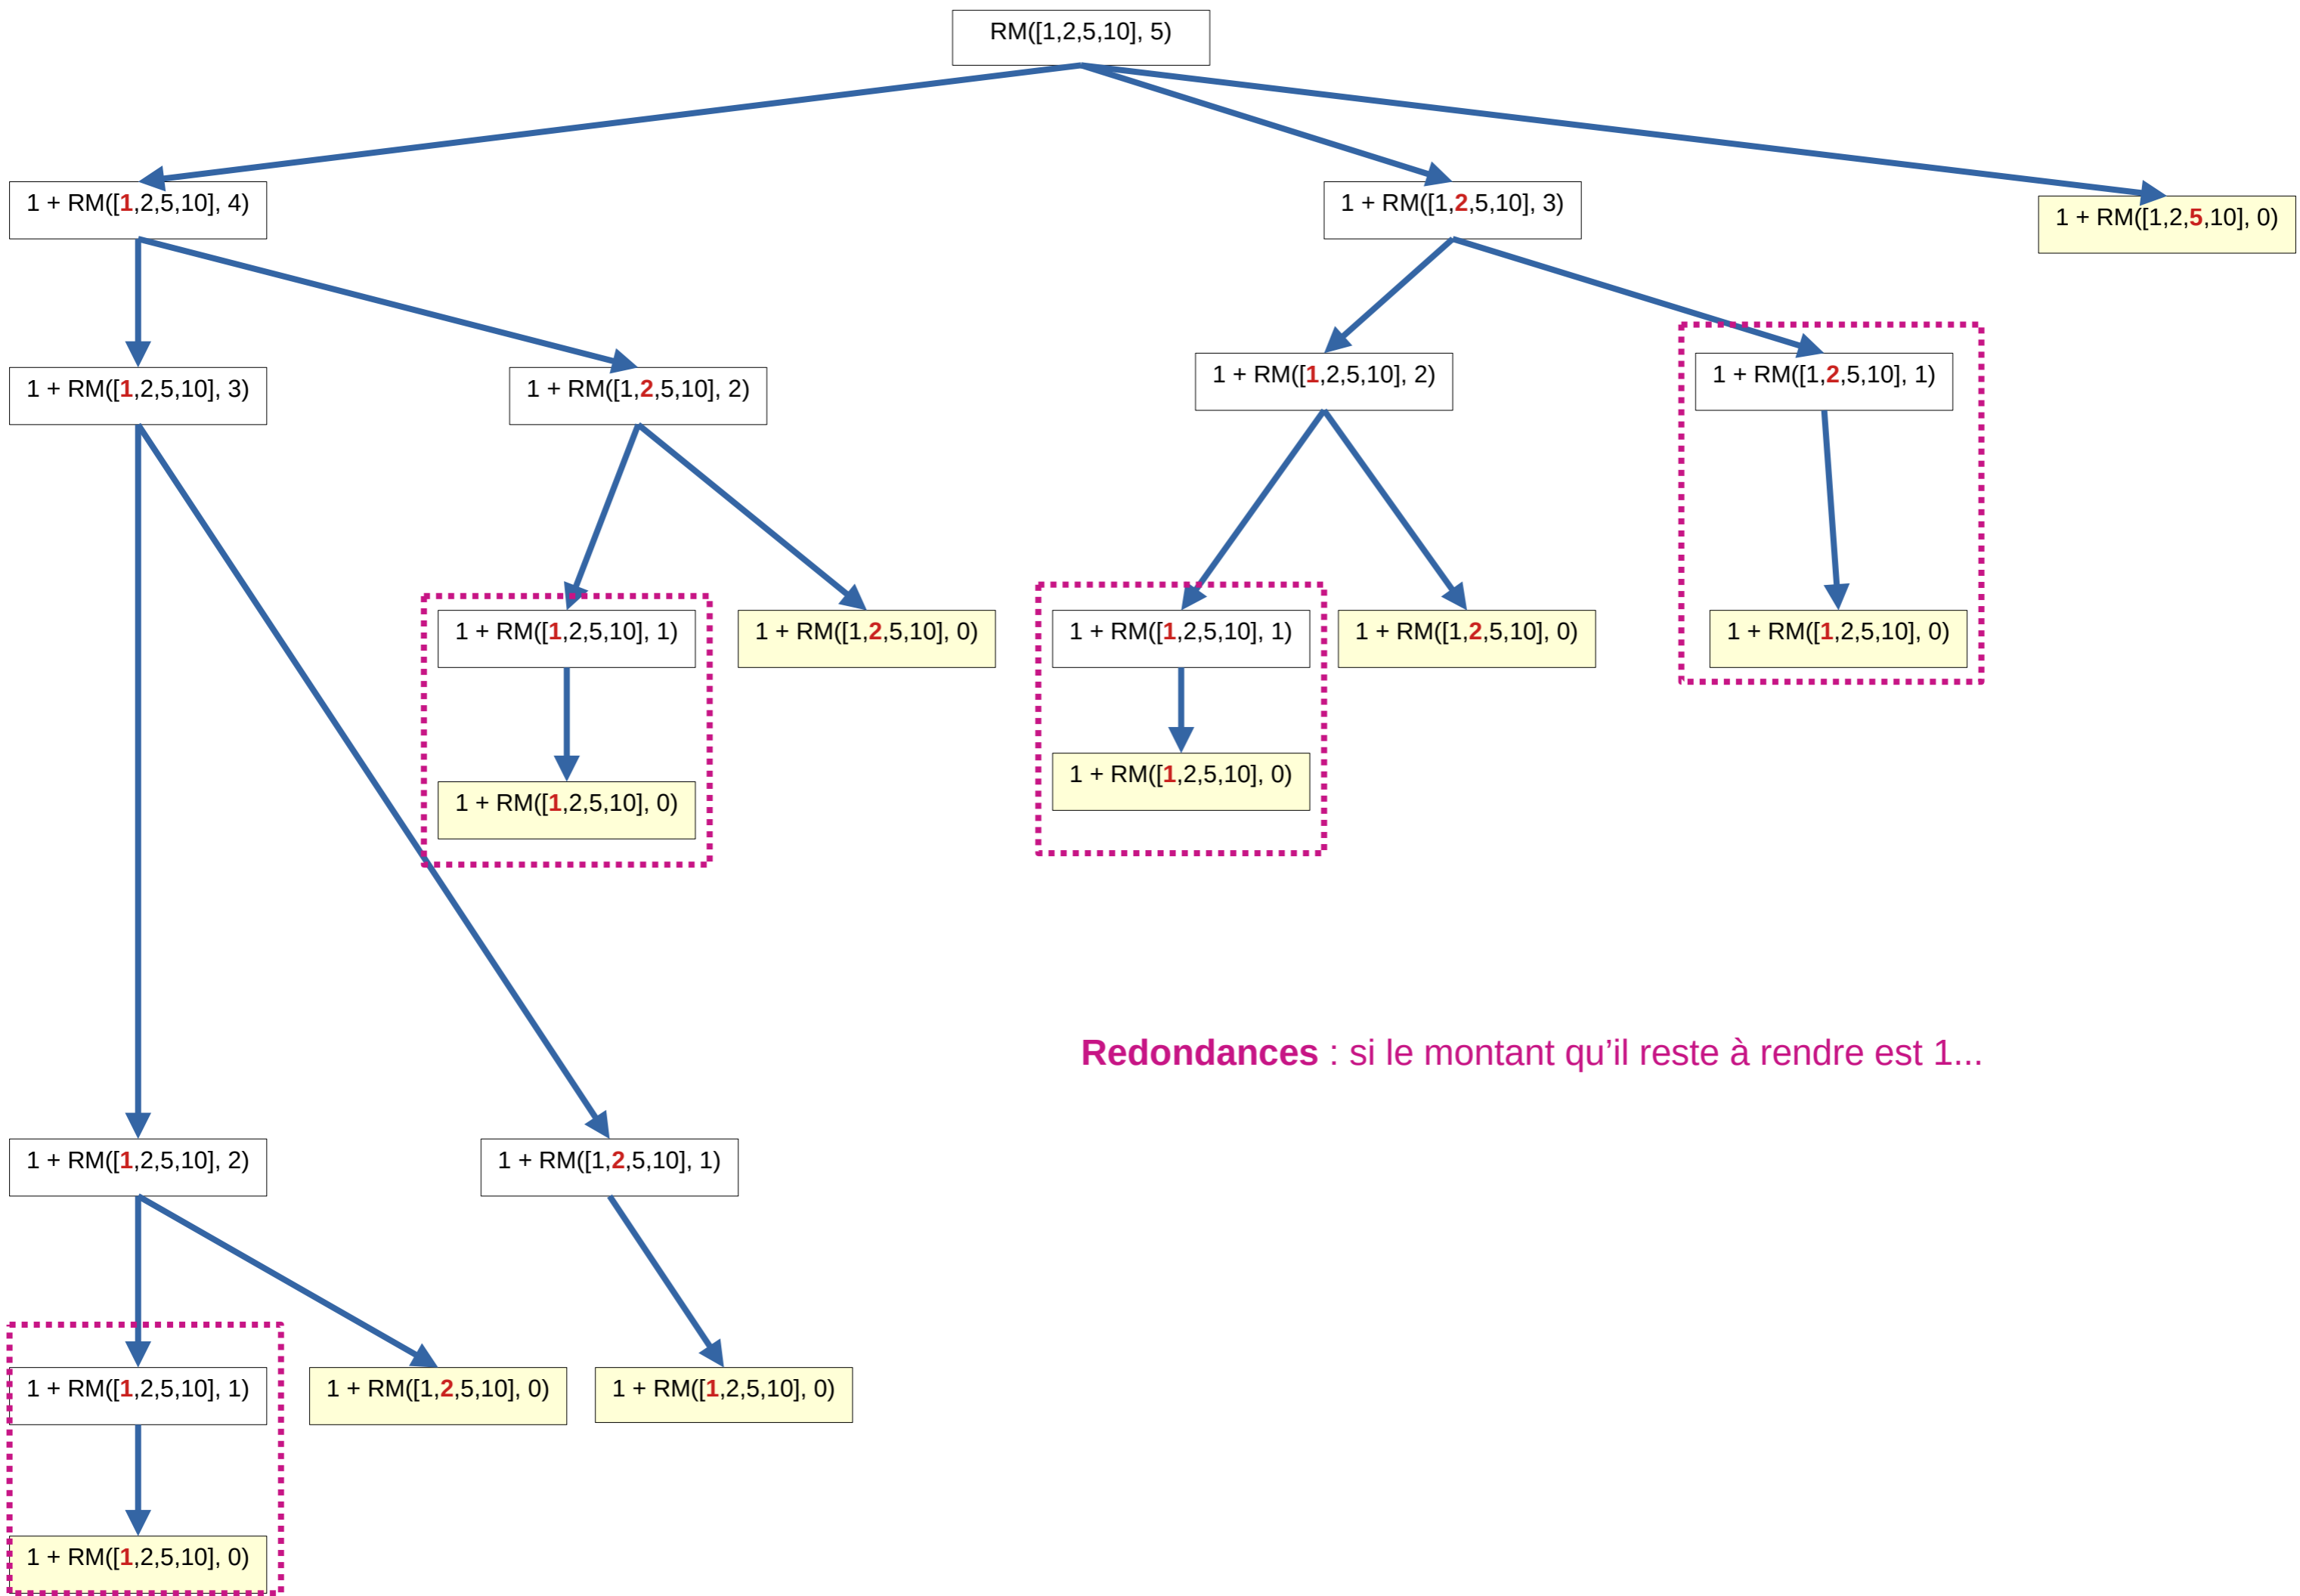 RM([1,2,5,10], 5)
1 + RM([1,2,5,10], 4)
1 + RM([1,2,5,10], 3)
1 + RM([1,2,5,10], 0)
1 + RM([1,2,5,10], 3)
1 + RM([1,2,5,10], 2)
1 + RM([1,2,5,10], 2)
1 + RM([1,2,5,10], 1)
1 + RM([1,2,5,10], 1)
1 + RM([1,2,5,10], 0)
1 + RM([1,2,5,10], 1)
1 + RM([1,2,5,10], 0)
1 + RM([1,2,5,10], 0)
1 + RM([1,2,5,10], 0)
1 + RM([1,2,5,10], 0)
Redondances : si le montant qu’il reste à rendre est 1...
1 + RM([1,2,5,10], 2)
1 + RM([1,2,5,10], 1)
1 + RM([1,2,5,10], 1)
1 + RM([1,2,5,10], 0)
1 + RM([1,2,5,10], 0)
1 + RM([1,2,5,10], 0)